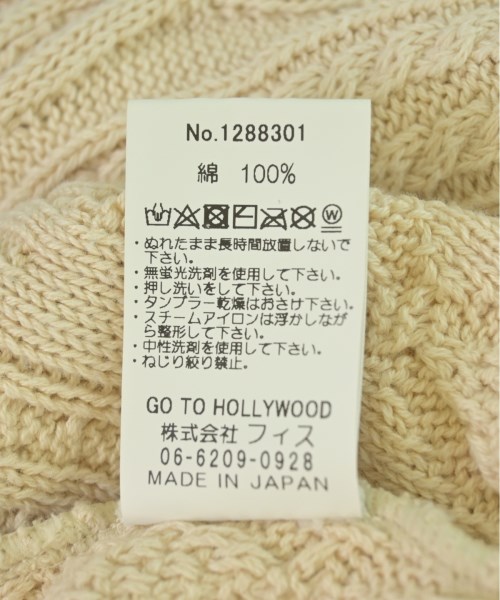 No.1288301
綿 100%
W
・ぬれたまま長時間放置しないで
下さい。
・無蛍光洗剤を使用して下さい。
・押し洗いをして下さい。
・タンブラー乾燥はおさけ下さい。
・スチームアイロンは浮かしなが
ら整形して下さい。
・中性洗剤を使用して下さい。
・ねじり絞り禁止。
GO TO HOLLYWOOD
株式会社 フィス
06-6209-0928
MADE IN JAPAN